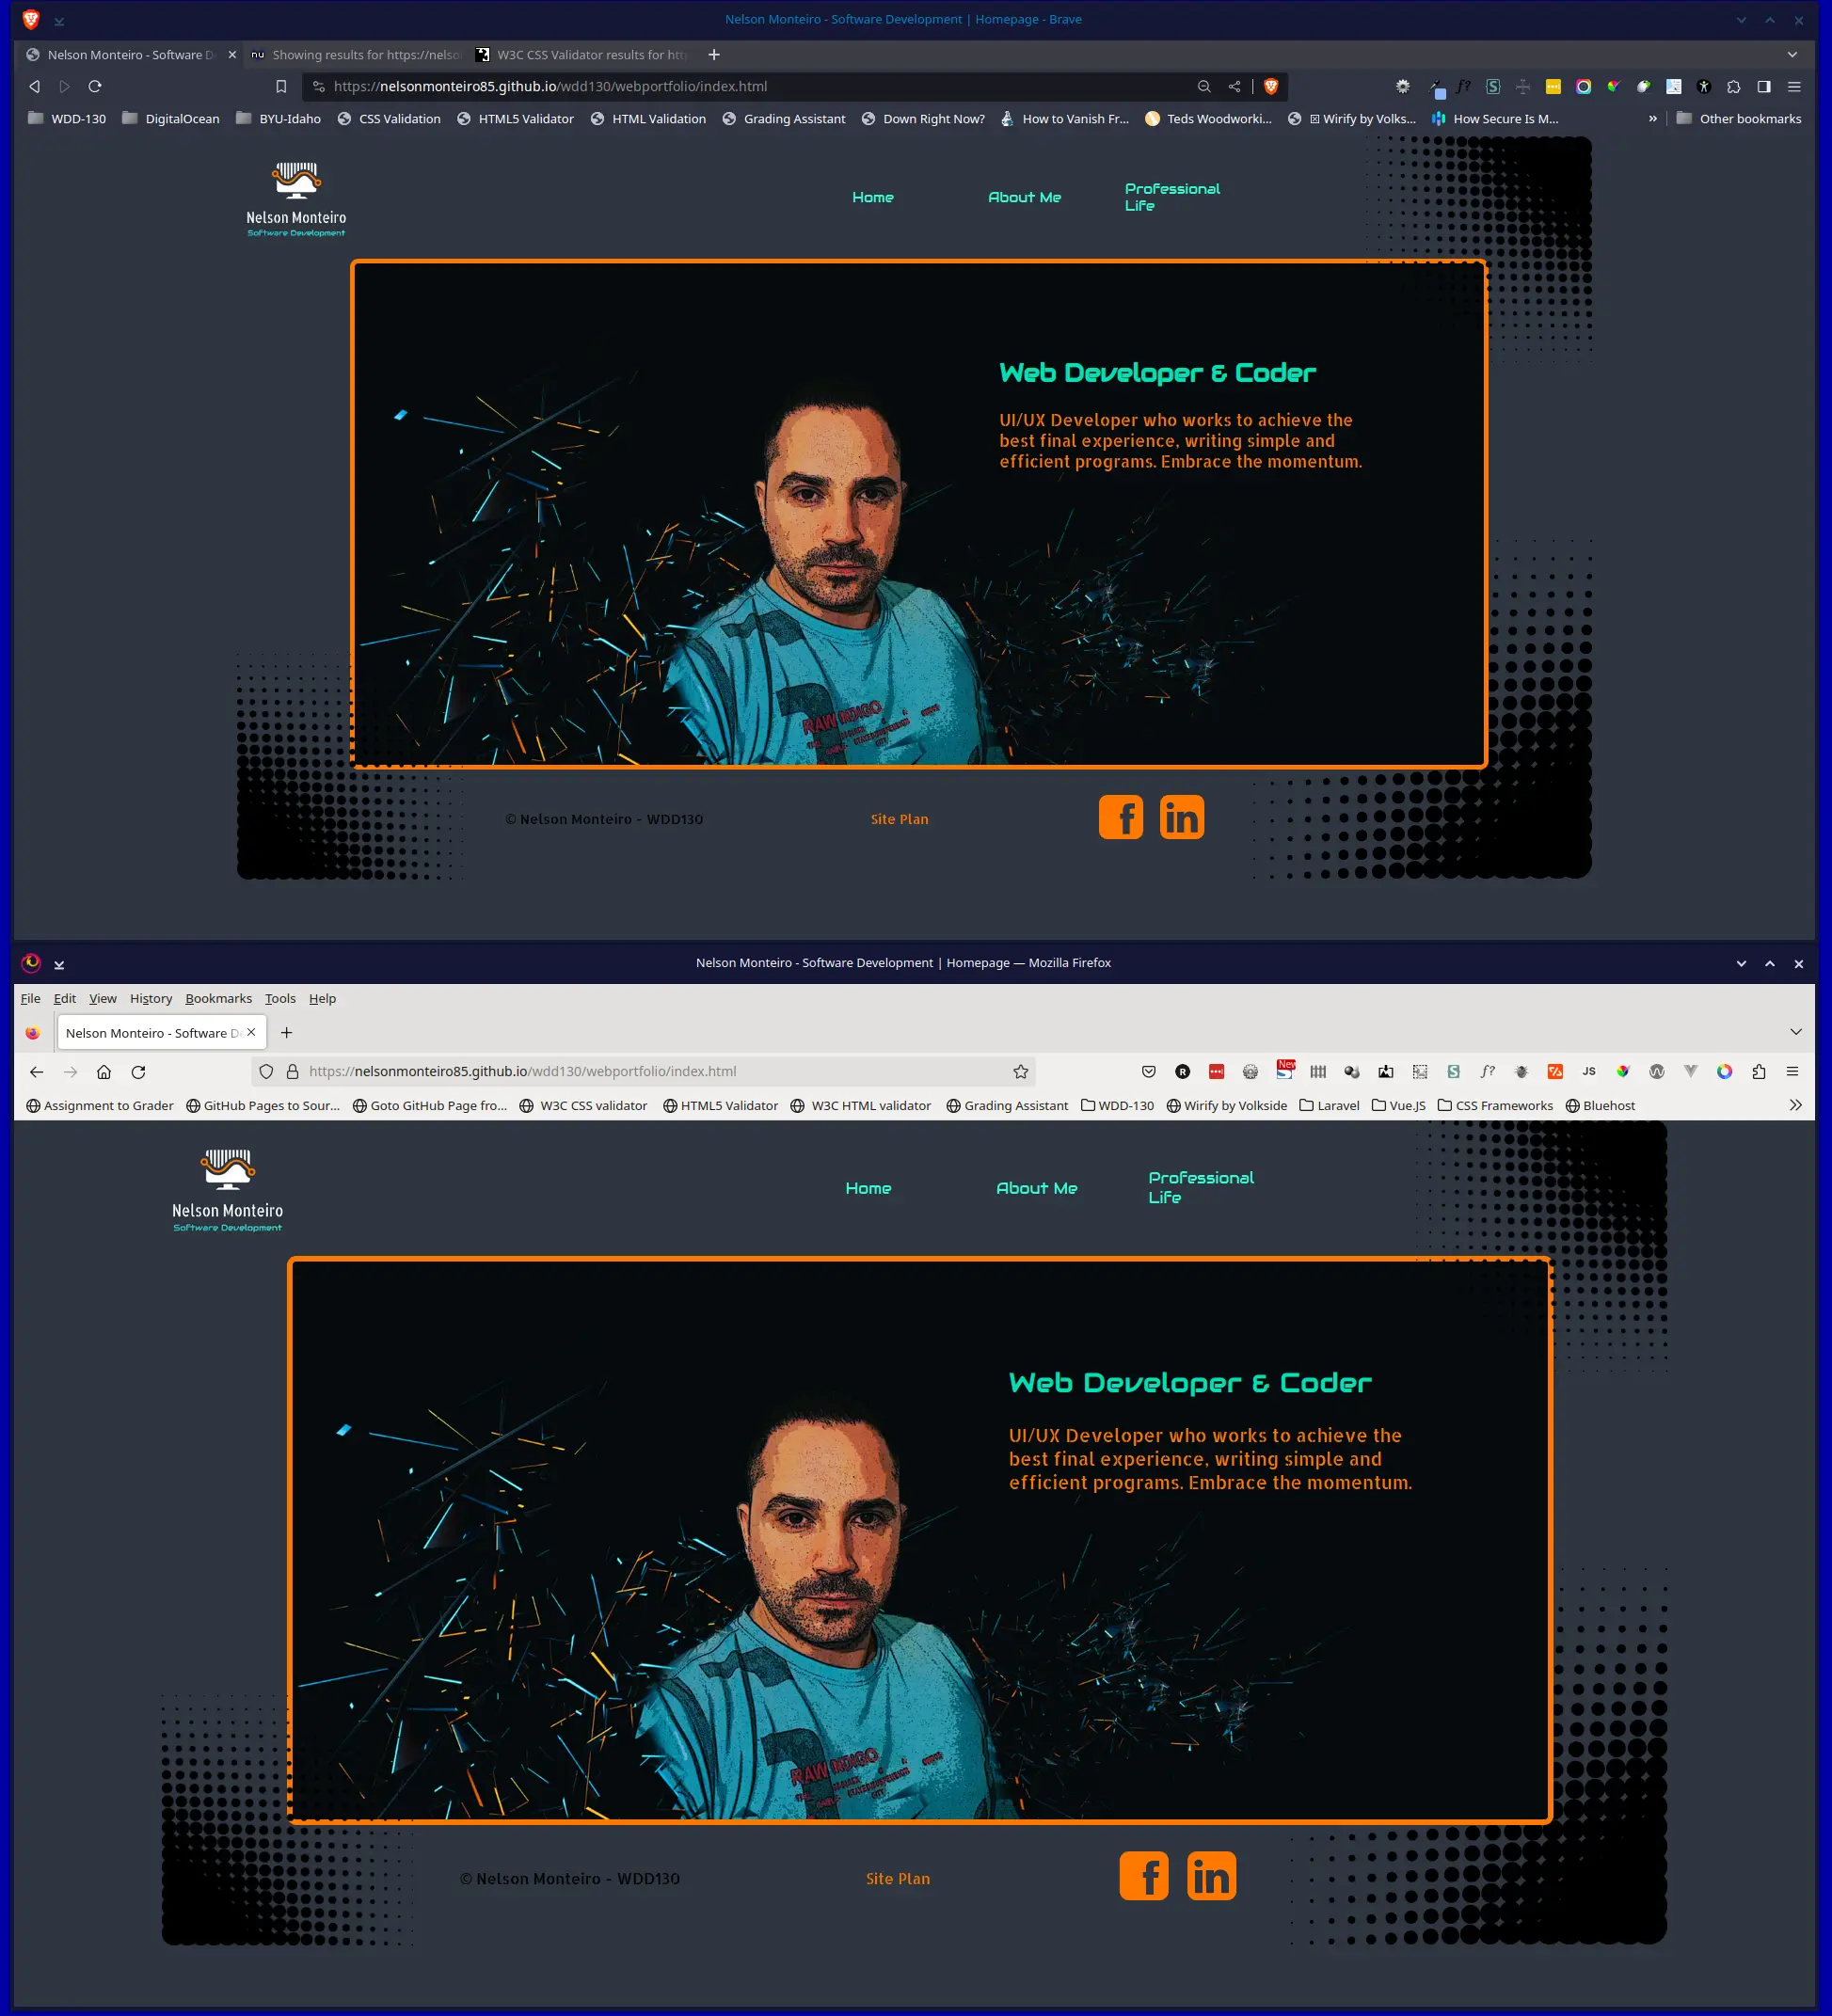 Nelson Monteiro - Software Development | Homepage - Brave
Nelson Monteiro - Software D
nu Showing results for https://nelso
W3C CSS Validator results for htt
https://nelsonmonteiro85.github.io/wdd130/webportfolio/index.html
WDD-130 DigitalOcean BYU-Idaho CSS Validation HTML5 Validator HTML Validation Grading Assistant Down Right Now? How to Vanish Fr... Teds Woodworki... Wirify by Volks... How Secure Is M... » Other bookmarks
Nelson Monteiro
Software Development
Home
About Me
Professional
Life
Web Developer & Coder
UI/UX Developer who works to achieve the
best final experience, writing simple and
efficient programs. Embrace the momentum.
RAW INDIGO
© Nelson Monteiro - WDD130
Site Plan
f
in
Nelson Monteiro - Software Development | Homepage — Mozilla Firefox
File Edit View History Bookmarks Tools Help
Nelson Monteiro - Software De
https://nelsonmonteiro85.github.io/wdd130/webportfolio/index.html
New
JS
Assignment to Grader GitHub Pages to Sour... Goto GitHub Page fro... W3C CSS validator HTML5 Validator W3C HTML validator Grading Assistant WDD-130 Wirify by Volkside Laravel Vue.JS CSS Frameworks Bluehost
Nelson Monteiro
Software Development
Home
About Me
Professional
Life
Web Developer & Coder
UI/UX Developer who works to achieve the
best final experience, writing simple and
efficient programs. Embrace the momentum.
RAW INDIGO
© Nelson Monteiro - WDD130
Site Plan
f
in